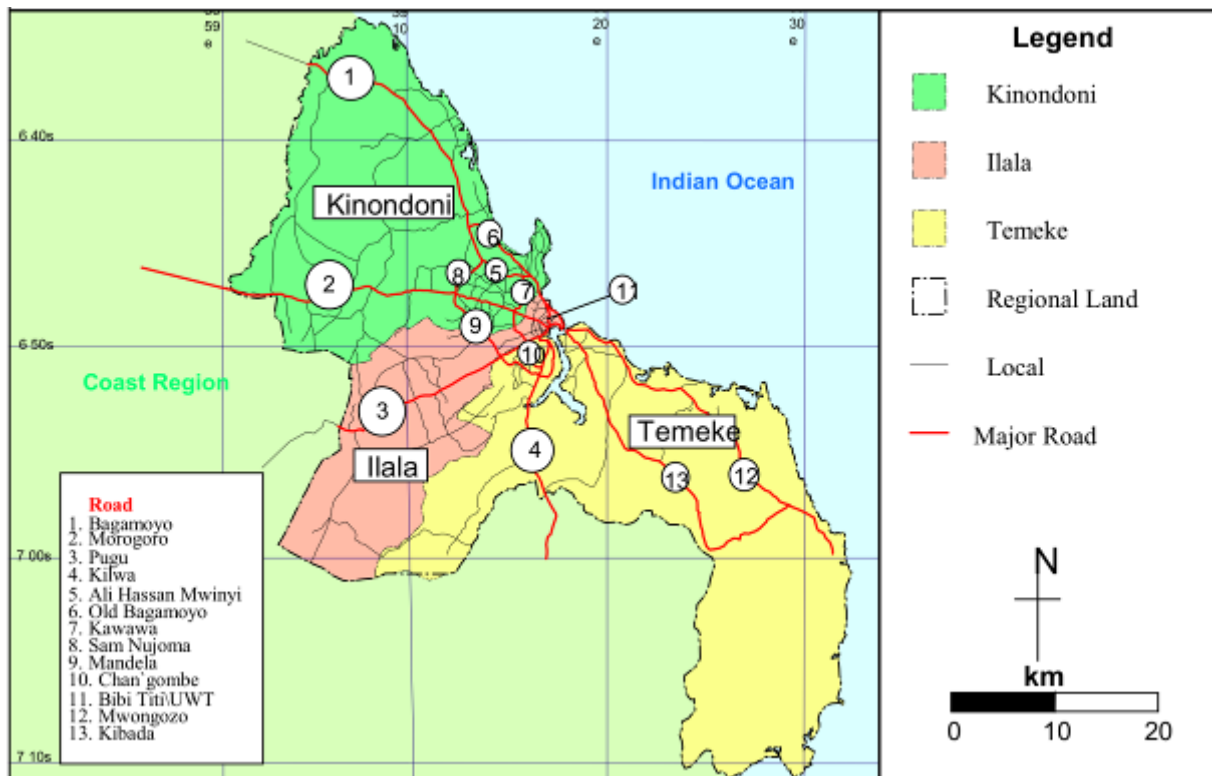 10
e
20
e
30
e
59
e
6 40s
6 50s
7 00s
7 10s
1
2
3
4
5
6
7
8
9
10
11
12
13
Kinondoni
Indian Ocean
Coast Region
Ilala
Temeke
Road
1. Bagamoyo
2. Morogoro
3. Pugu
4. Kilwa
5. Ali Hassan Mwinyi
6. Old Bagamoyo
7. Kawawa
8. Sam Nujoma
9. Mandela
10. Chan`gombe
11. Bibi Titi\UWT
12. Mwongozo
13. Kibada
Legend
Kinondoni
Ilala
Temeke
Regional Land
Local
Major Road
N
km
0 10 20